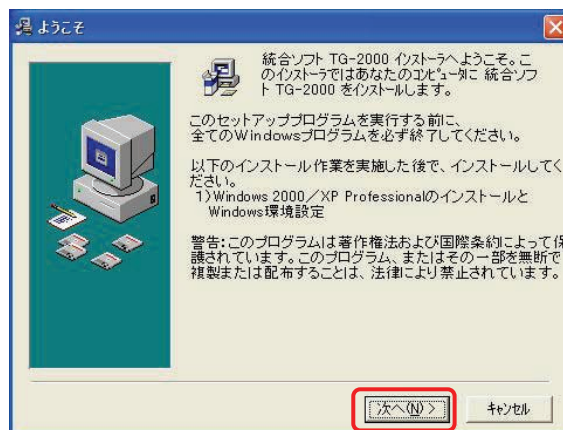 ようこそ
統合ソフト TG-2000 インストーラへようこそ。こ
のインストーラではあなたのコンピュータに 統合ソフ
ト TG-2000 をインストールします。
このセットアッププログラムを実行する前に、
全てのWindowsプログラムを必ず終了してください。
以下のインストール作業を実施した後で、インストールしてく
ださい。
1)Windows 2000／XP Professionalのインストールと
Windows環境設定
警告:このプログラムは著作権法および国際条約によって保
護されています。このプログラム、またはその一部を無断で
複製または配布することは、法律により禁止されています。
次へ(N) >
キャンセル